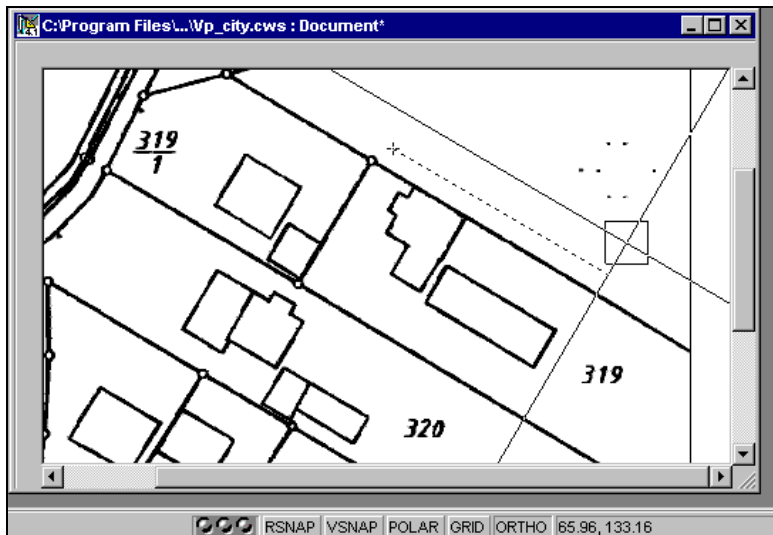 C:\Program Files\...\Vp_city.cws : Document*
319
1
319
320
RSNAP VSNAP POLAR GRID ORTHO 65.96, 133.16